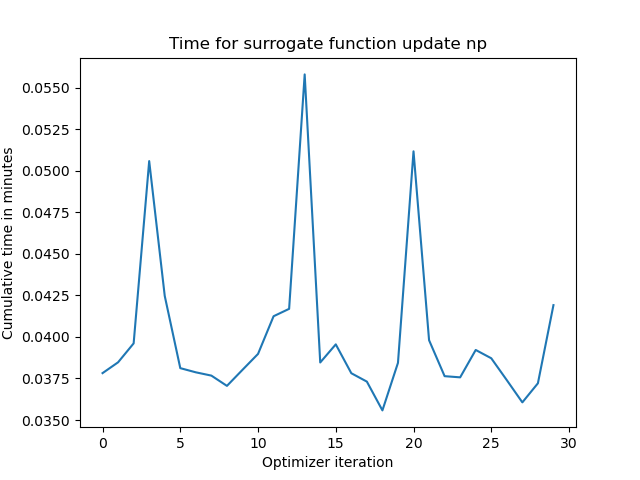 Time for surrogate function update np
Cumulative time in minutes
0.0550
0.0525
0.0500
0.0475
0.0450
0.0425
0.0400
0.0375
0.0350
0 5 10 15 20 25 30
Optimizer iteration